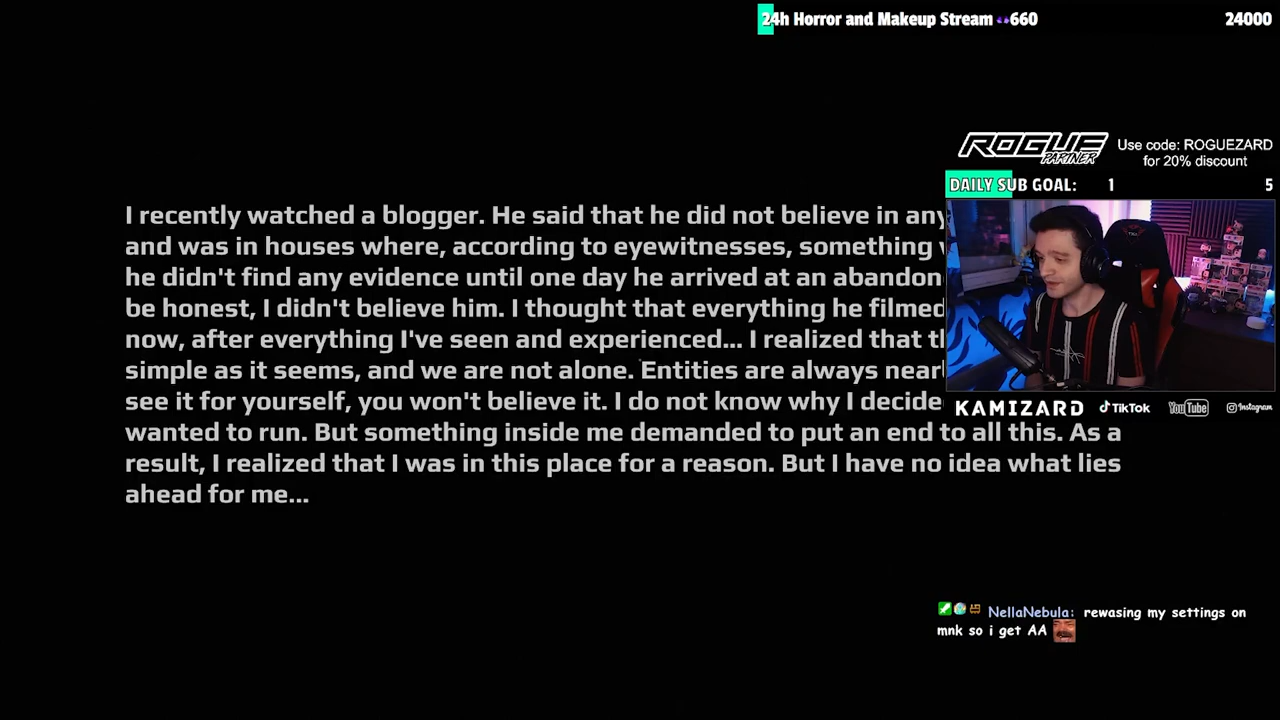 24h Horror and Makeup Stream 660 24000
ROGUE
PARTNER
Use code: ROGUEZARD
for 20% discount
DAILY SUB GOAL: 1 5
I recently watched a blogger. He said that he did not believe in any
and was in houses where, according to eyewitnesses, something
he didn't find any evidence until one day he arrived at an
be honest, I didn't believe him. I thought that everything he filmed
now, after everything I've seen and experienced... I realized that
simple as it seems, and we are not alone. Entities are always
see it for yourself, you won't believe it. I do not know why I
wanted to run. But something inside me demanded to put an end to all this. As a
result, I realized that I was in this place for a reason. But I have no idea what lies
ahead for me...
KAMIZARD TikTok YouTube Instagram
NellaNebula: rewasing my settings on
mnk so i get AA